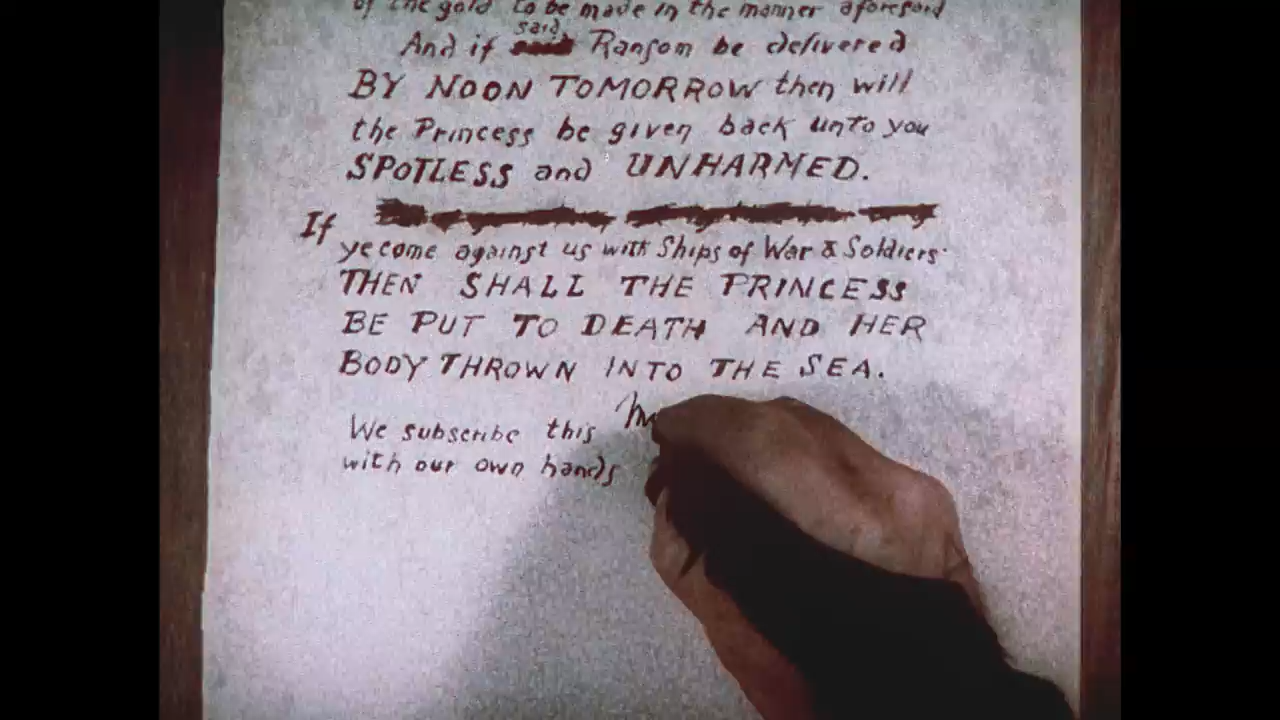 of the gold to be made in the manner aforesaid
said
And if said Ransom be delivered
BY NOON TOMORROW then will
the Princess be given back unto you
SPOTLESS and UNHARMED.
If
ye come against us with Ships of War & Soldiers
THEN SHALL THE PRINCESS
BE PUT TO DEATH AND HER
BODY THROWN INTO THE SEA.
We subscribe this
with our own hands